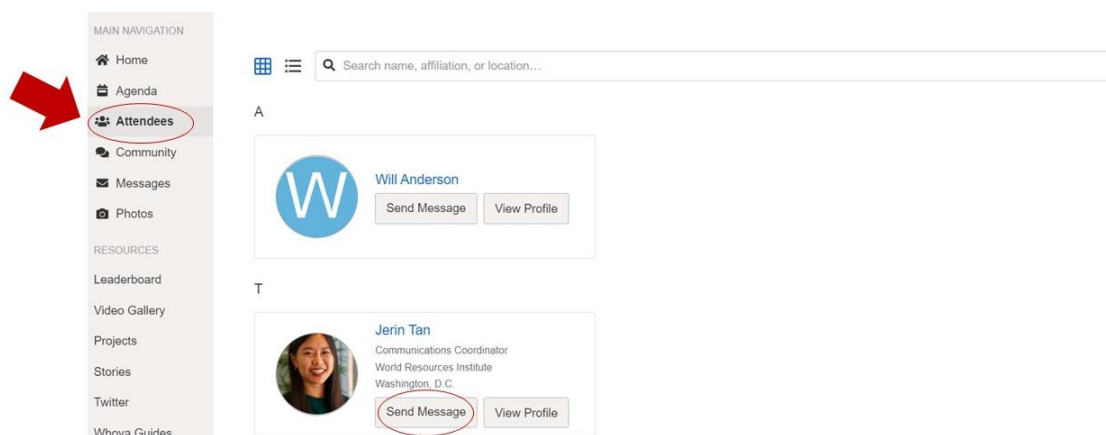 MAIN NAVIGATION
Home
Agenda
Attendees
Community
Messages
Photos
RESOURCES
Leaderboard
Video Gallery
Projects
Stories
Twitter
Whova Guides
Search name, affiliation, or location...
A
W
Will Anderson
Send Message View Profile
T
Jerin Tan
Communications Coordinator
World Resources Institute
Washington, D.C.
Send Message View Profile